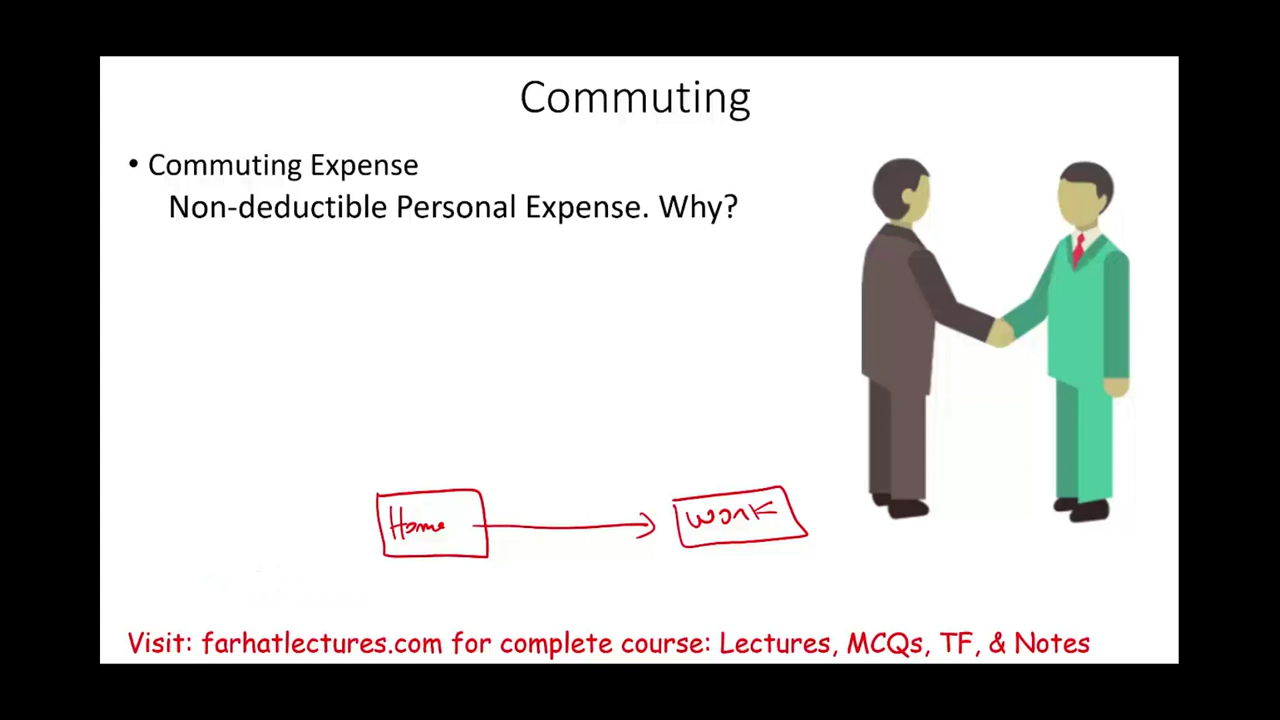 Commuting
• Commuting Expense
Non-deductible Personal Expense. Why?
Home
Work
Visit: farhatlectures.com for complete course: Lectures, MCQs, TF, & Notes